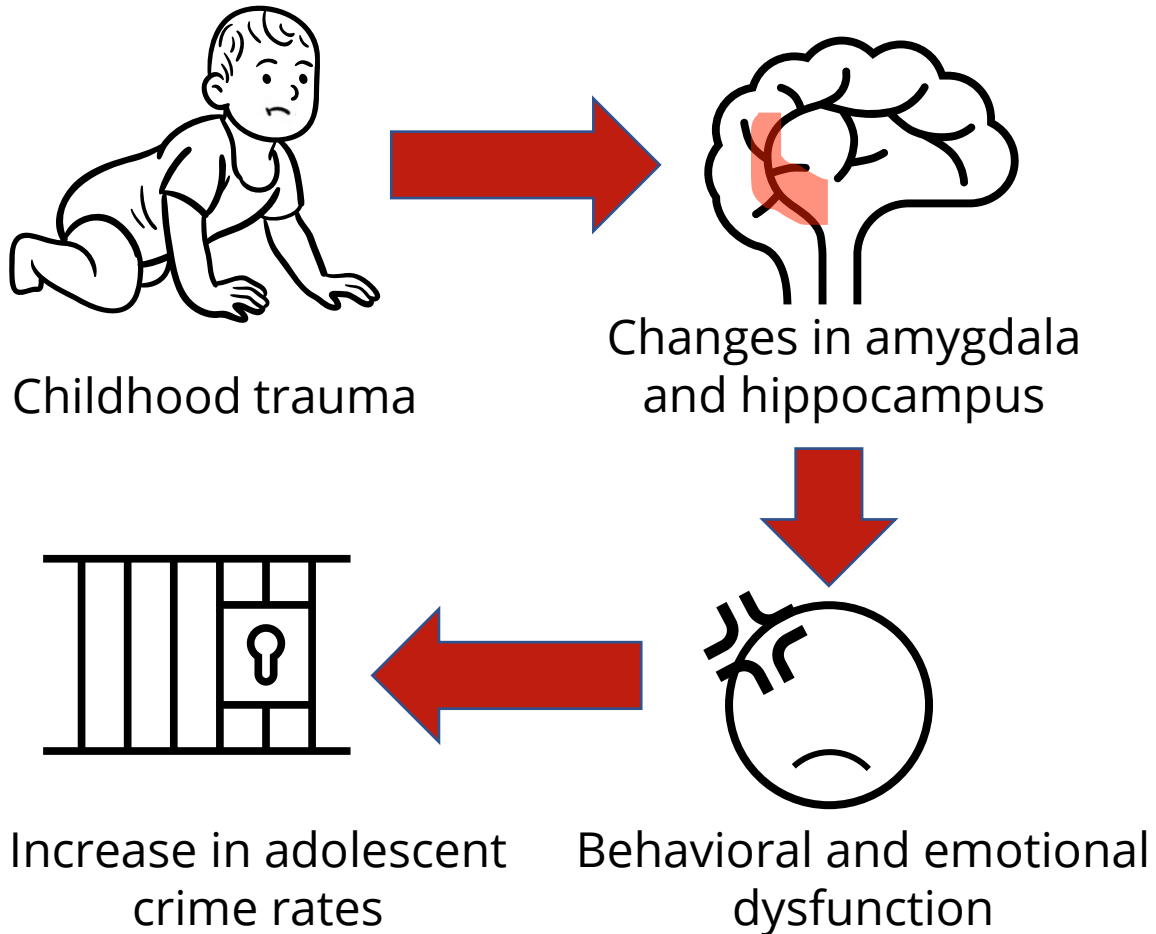 Childhood trauma
Changes in amygdala
and hippocampus
Behavioral and emotional
dysfunction
Increase in adolescent
crime rates